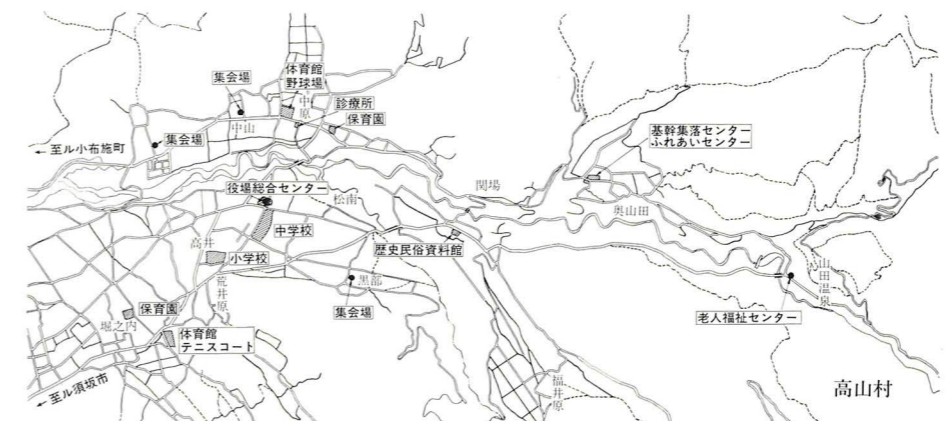 体育館
野球場
集会場
中原
診療所
保育園
中山
集会場
←至ル小布施町
基幹集落センター
ふれあいセンター
役場総合センター
松南
関場
奥山田
中学校
高井
歴史民俗資料館
小学校
荒井原
黒部
集会場
山田温泉
保育園
堀之内
老人福祉センター
体育館
テニスコート
福井原
←至ル須坂市
高山村